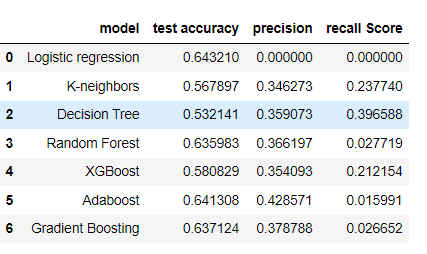 model test accuracy precision recall Score
0 Logistic regression 0.643210 0.000000 0.000000
1 K-neighbors 0.567897 0.346273 0.237740
2 Decision Tree 0.532141 0.359073 0.396588
3 Random Forest 0.635983 0.366197 0.027719
4 XGBoost 0.580829 0.354093 0.212154
5 Adaboost 0.641308 0.428571 0.015991
6 Gradient Boosting 0.637124 0.378788 0.026652